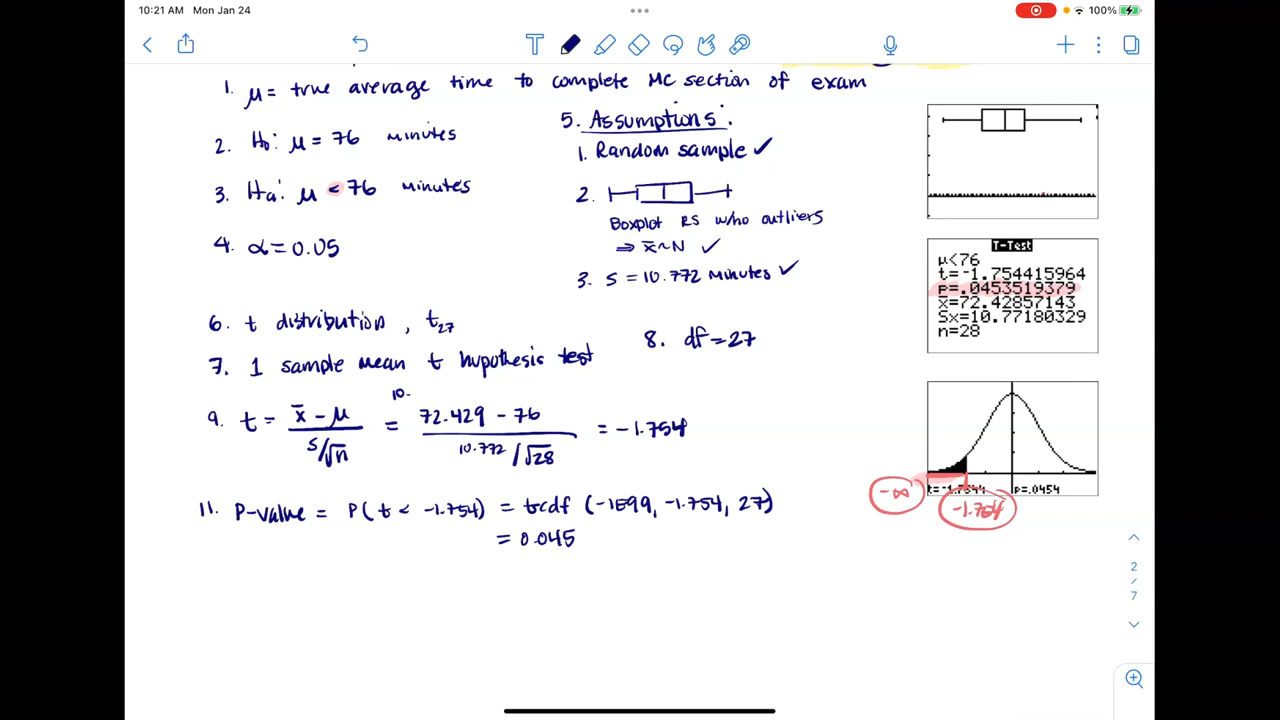 10:21 AM Mon Jan 24
100%
T
1. μ = true average time to complete MC section of exam
2. H₀: μ = 76 minutes
3. Ha: μ < 76 minutes
4. α = 0.05
5. Assumptions:
1. Random sample ✓
2.
Boxplot RS w/no outliers
⇒ x̄ ~ N ✓
3. s = 10.772 minutes ✓
6. t distribution, t₂₇
7. 1 sample mean t hypothesis test
8. df = 27
9. t = x̄ - μ / s/√n = 72.429 - 76 / 10.772/√28 = -1.754
10.
11. P-value = P(t < -1.754) = tcdf (-1E99, -1.754, 27)
= 0.045
T-Test
μ<76
t=-1.754415964
p=.0453519379
x̄=72.42857143
Sx=10.77180329
n=28
t=-1.7544 p=.0454
-∞
-1.754
2
/
7